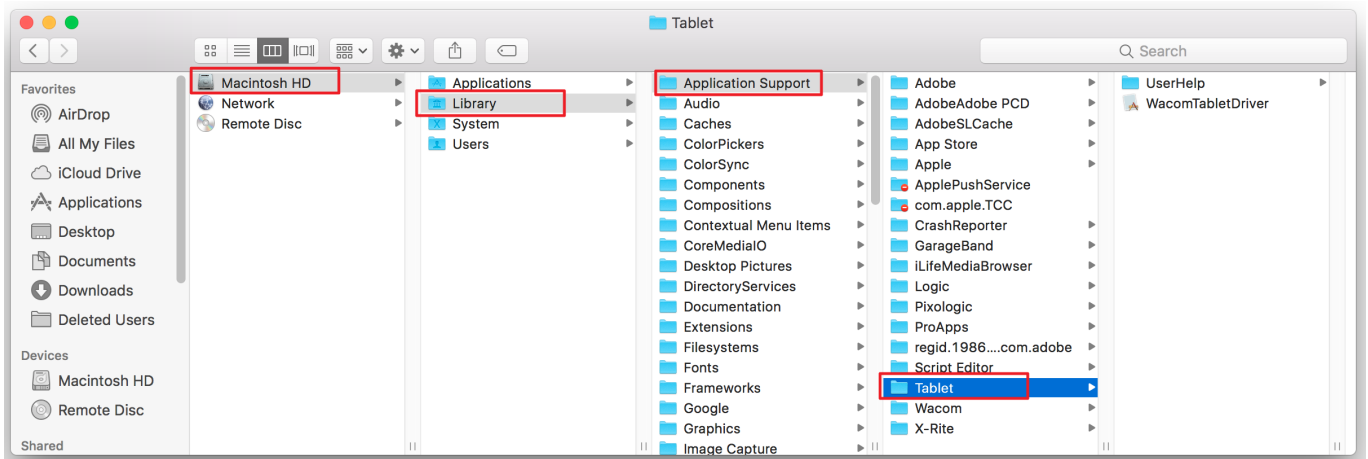 Tablet
Search
Favorites
AirDrop
All My Files
iCloud Drive
Applications
Desktop
Documents
Downloads
Deleted Users
Devices
Macintosh HD
Remote Disc
Shared
Macintosh HD
Network
Remote Disc
Applications
Library
System
Users
Application Support
Audio
Caches
ColorPickers
ColorSync
Components
Compositions
Contextual Menu Items
CoreMediaIO
Desktop Pictures
DirectoryServices
Documentation
Extensions
Filesystems
Fonts
Frameworks
Google
Graphics
Image Capture
Adobe
AdobeAdobe PCD
AdobeSLCache
App Store
Apple
ApplePushService
com.apple.TCC
CrashReporter
GarageBand
iLifeMediaBrowser
Logic
Pixologic
ProApps
regid.1986....com.adobe
Script Editor
Tablet
Wacom
X-Rite
UserHelp
WacomTabletDriver